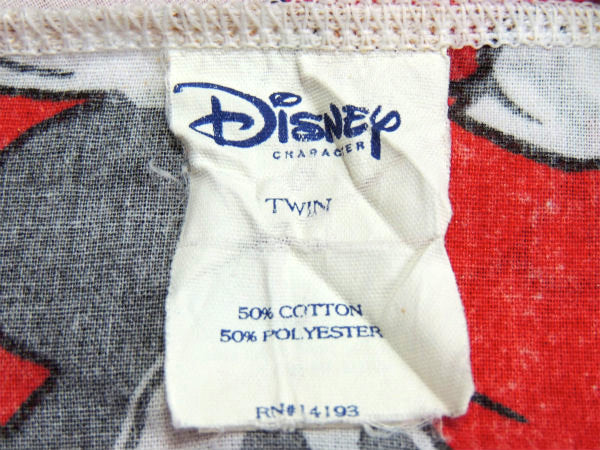 Disney
CHARACTER
TWIN
50% COTTON
50% POLYESTER
RN#14193